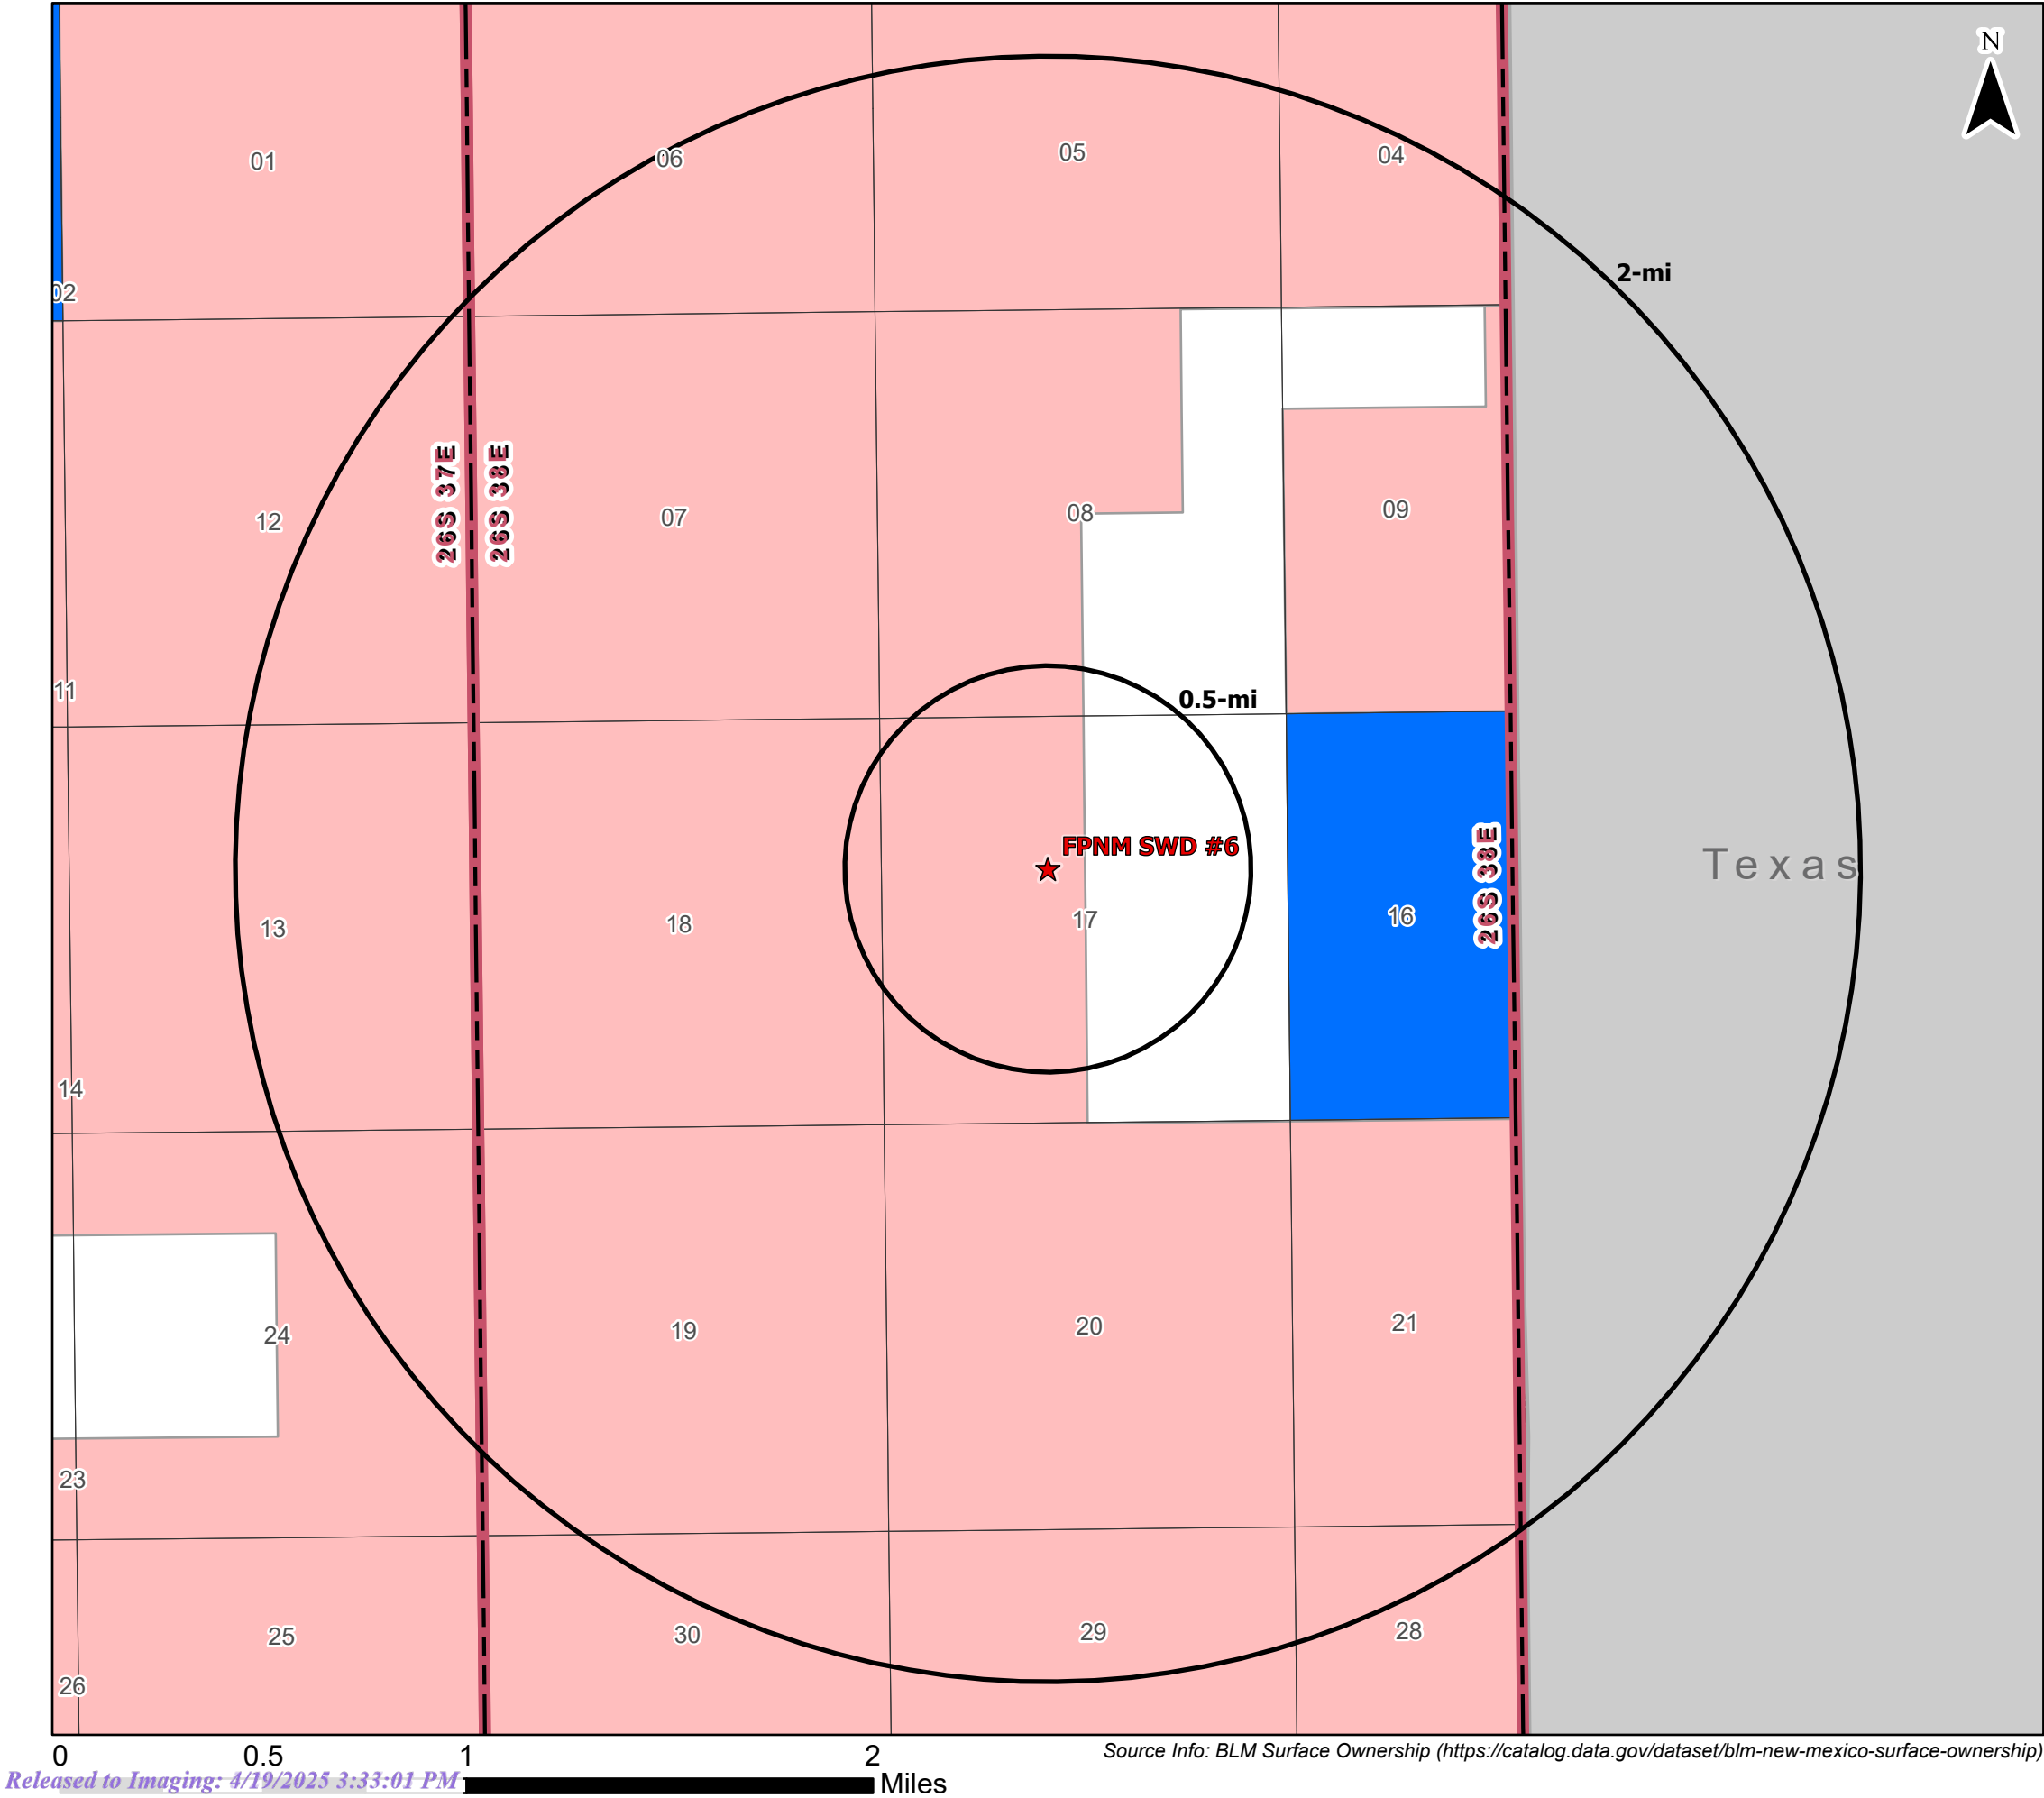 N
01
06
05
04
2-mi
02
26S 37E
26S 38E
12
07
08
09
11
0.5-mi
FPNM SWD #6
26S 38E
Texas
13
18
17
16
14
24
19
20
21
23
25
30
29
28
26
0 0.5 1 2
Miles
Source Info: BLM Surface Ownership (https://catalog.data.gov/dataset/blm-new-mexico-surface-ownership)
Released to Imaging: 4/19/2025 3:33:01 PM